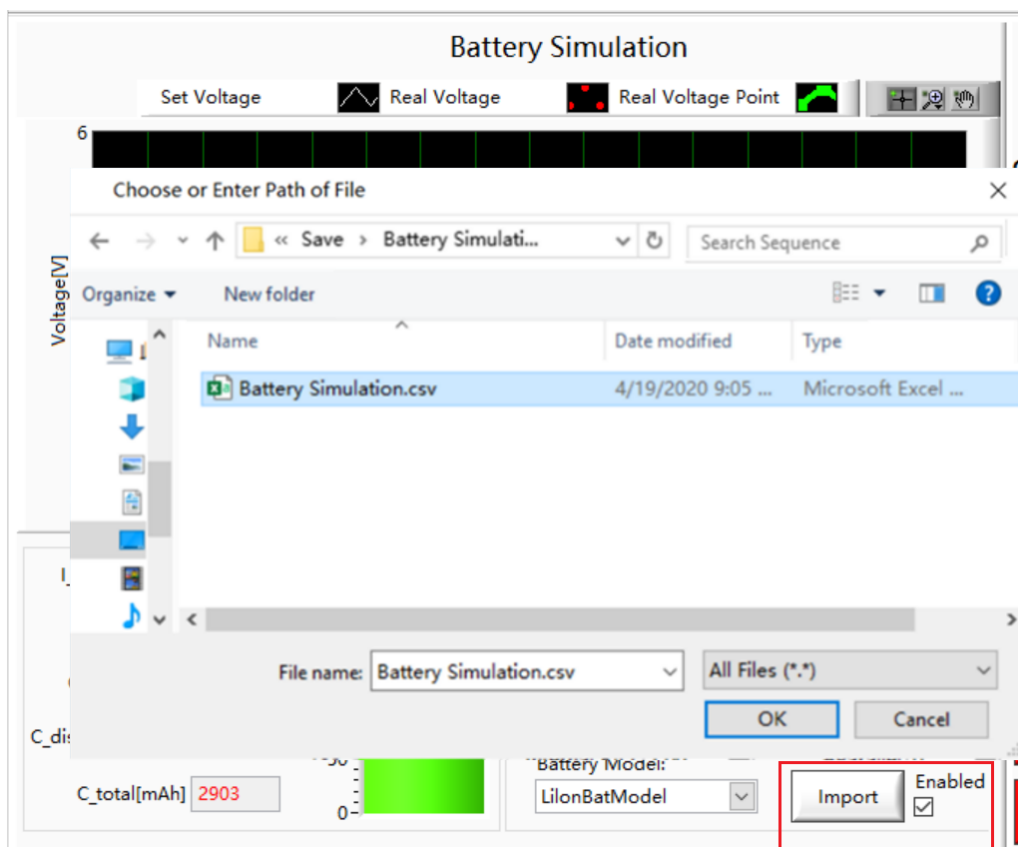 Battery Simulation
Set Voltage Real Voltage Real Voltage Point
6
Choose or Enter Path of File
« Save › Battery Simulati... Search Sequence
Voltage[V]
Organize New folder
Name Date modified Type
Battery Simulation.csv 4/19/2020 9:05 ... Microsoft Excel ...
File name: Battery Simulation.csv All Files (*.*)
OK Cancel
C_dis
Battery Model:
C_total[mAh] 2903 0- LiIonBatModel Import Enabled